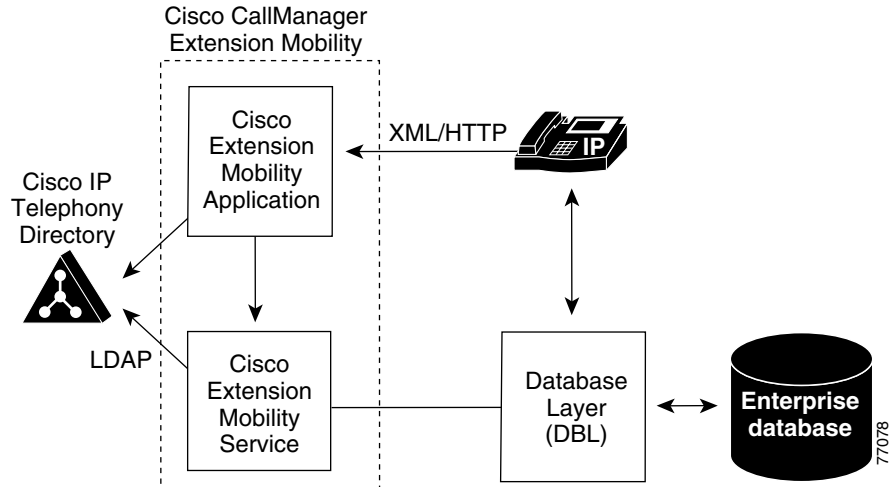 Cisco CallManager
Extension Mobility
Cisco
Extension
Mobility
Application
XML/HTTP
IP
Cisco IP
Telephony
Directory
LDAP
Cisco
Extension
Mobility
Service
Database
Layer
(DBL)
Enterprise
database
77078